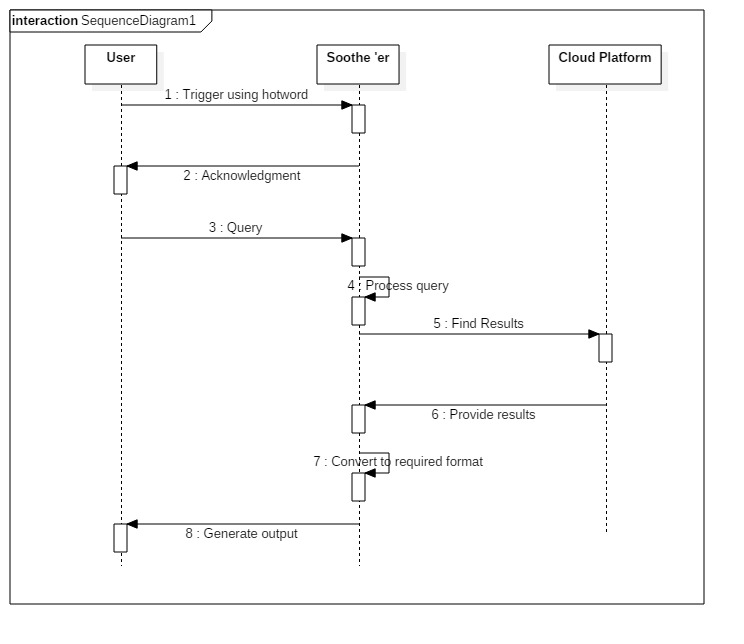 interaction SequenceDiagram1
User
Soothe 'er
Cloud Platform
1 : Trigger using hotword
2 : Acknowledgment
3 : Query
4 : Process query
5 : Find Results
6 : Provide results
7 : Convert to required format
8 : Generate output